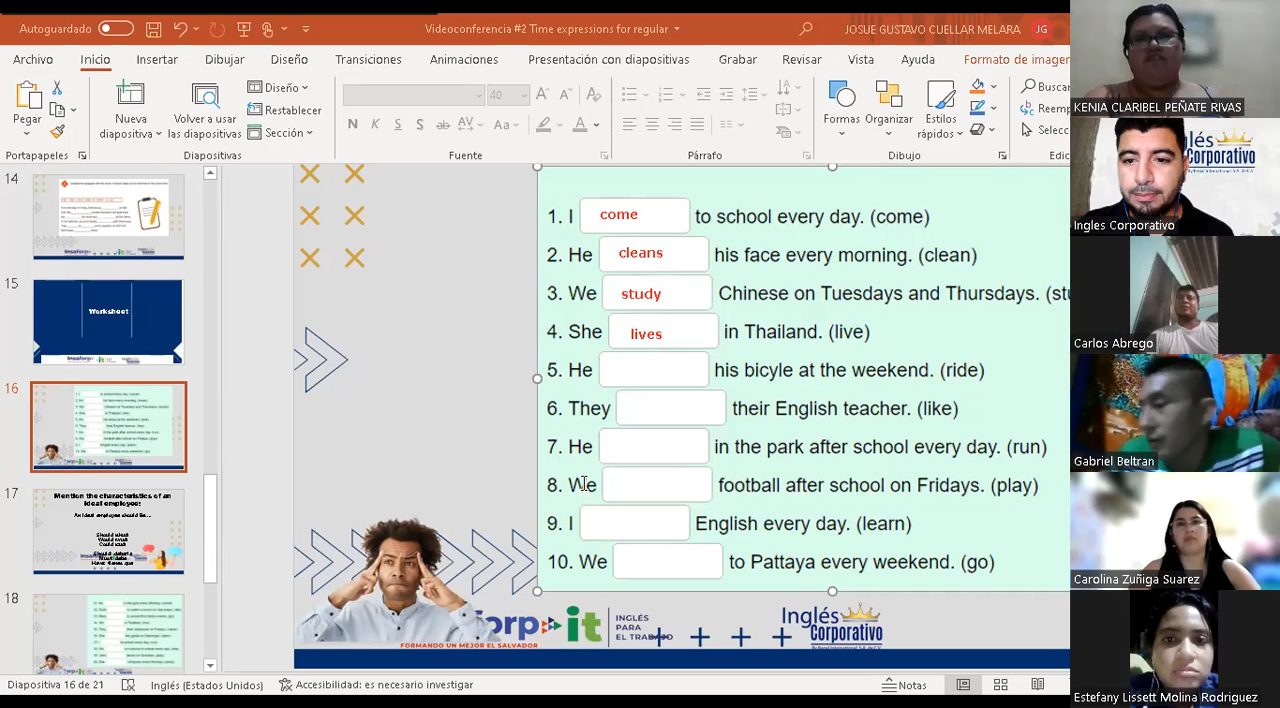 Autoguardado
Videoconferencia #2 Time expressions for regular
JOSUE GUSTAVO CUELLAR MELARA
JG
Archivo Inicio Insertar Dibujar Diseño Transiciones Animaciones Presentación con diapositivas Grabar Revisar Vista Ayuda Formato de imagen
Pegar
Nueva diapositiva
Volver a usar las diapositivas
Diseño
Restablecer
Sección
40
N K S S ab AV Aa
Formas
Organizar
Estilos rápidos
Buscar
Portapapeles Diapositivas Fuente Párrafo Dibujo
14
15
Worksheet
16
17
Mention the characteristics of an
ideal employee:
18
1. I come to school every day. (come)
2. He cleans his face every morning. (clean)
3. We study Chinese on Tuesdays and Thursdays. (stu
4. She lives in Thailand. (live)
5. He his bicyle at the weekend. (ride)
6. They their English teacher. (like)
7. He in the park after school every day. (run)
8. We football after school on Fridays. (play)
9. I English every day. (learn)
10. We to Pattaya every weekend. (go)
forp it
INGLÉS
PARA
EL TRABAJO
FORMANDO UN MEJOR EL SALVADOR
Inglés
Corporativo
Diapositiva 16 de 21
Inglés (Estados Unidos)
Accesibilidad: es necesario investigar
Notas
KENIA CLARIBEL PEÑATE RIVAS
glés
Corporativo
Ingles Corporativo
Carlos Abrego
Gabriel Beltran
Carolina Zuñiga Suarez
Estefany Lissett Molina Rodriguez